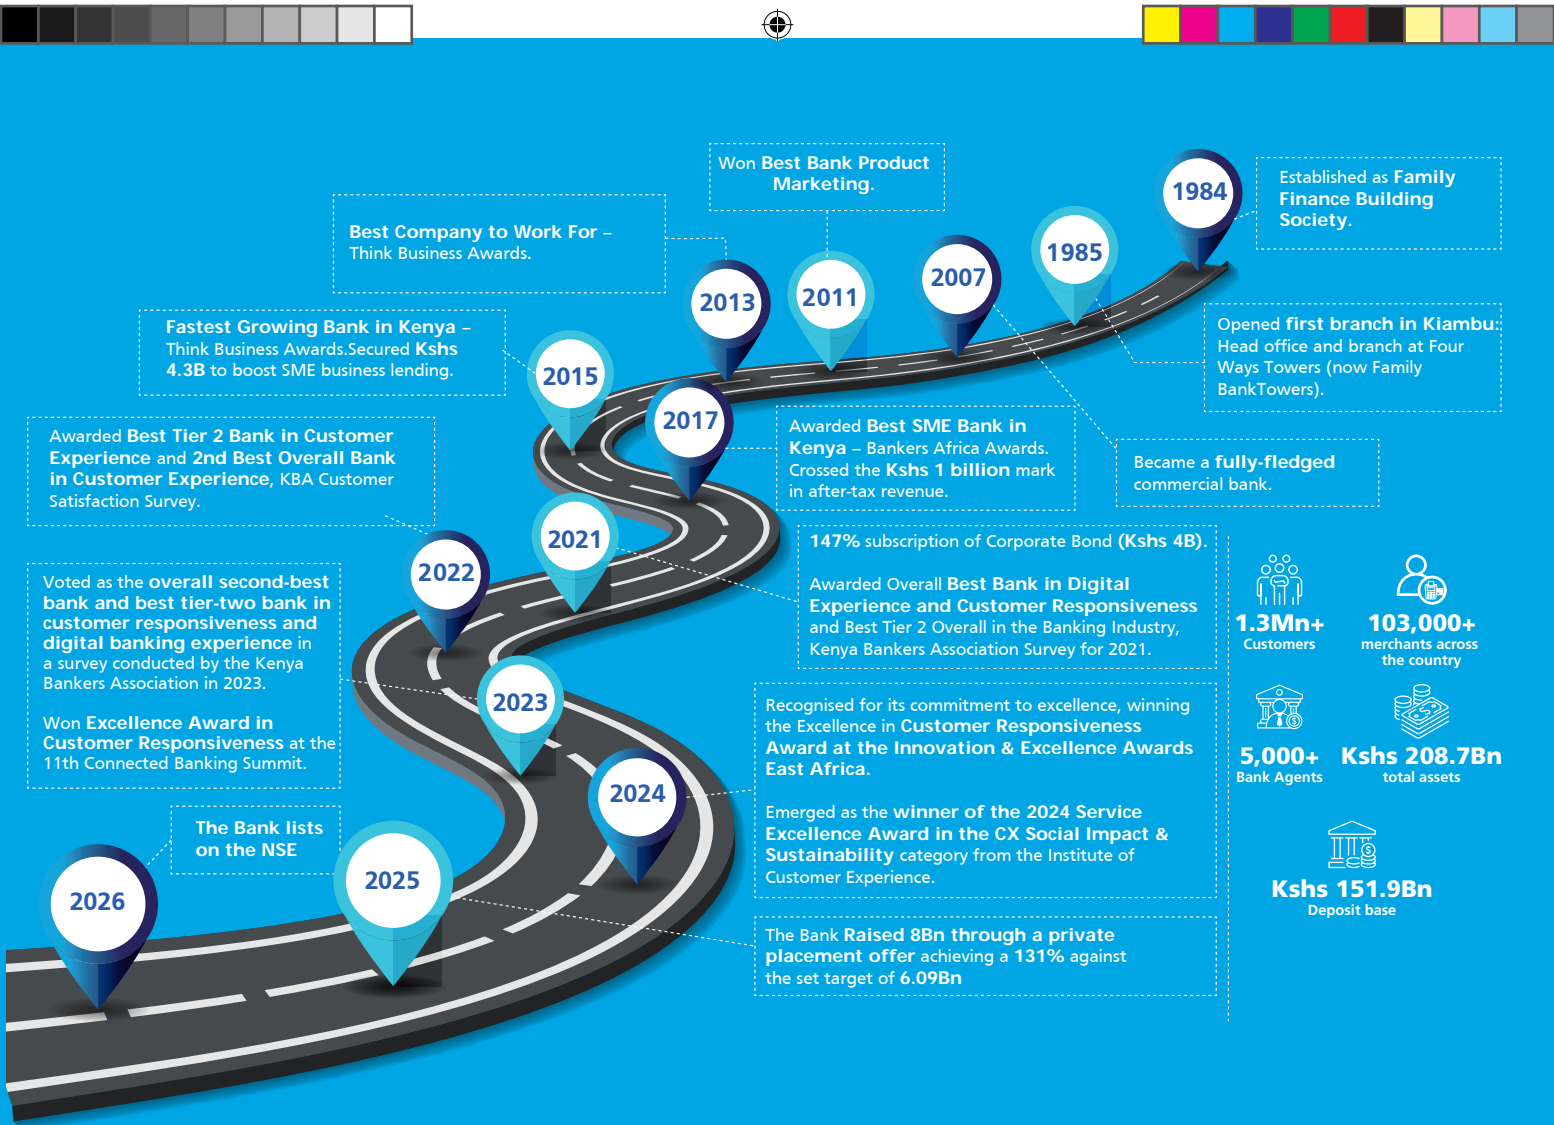 1984
Established as Family
Finance Building
Society.
1985
Opened first branch in Kiambu:
Head office and branch at Four
Ways Towers (now Family
BankTowers).
2007
Became a fully-fledged
commercial bank.
2011
Won Best Bank Product
Marketing.
2013
Best Company to Work For –
Think Business Awards.
2015
Fastest Growing Bank in Kenya –
Think Business Awards.Secured Kshs
4.3B to boost SME business lending.
2017
Awarded Best SME Bank in
Kenya – Bankers Africa Awards.
Crossed the Kshs 1 billion mark
in after-tax revenue.
2021
147% subscription of Corporate Bond (Kshs 4B).
Awarded Overall Best Bank in Digital
Experience and Customer Responsiveness
and Best Tier 2 Overall in the Banking Industry,
Kenya Bankers Association Survey for 2021.
2022
Awarded Best Tier 2 Bank in Customer
Experience and 2nd Best Overall Bank
in Customer Experience, KBA Customer
Satisfaction Survey.
2023
Voted as the overall second-best
bank and best tier-two bank in
customer responsiveness and
digital banking experience in
a survey conducted by the Kenya
Bankers Association in 2023.
Won Excellence Award in
Customer Responsiveness at the
11th Connected Banking Summit.
2024
Recognised for its commitment to excellence, winning
the Excellence in Customer Responsiveness
Award at the Innovation & Excellence Awards
East Africa.
Emerged as the winner of the 2024 Service
Excellence Award in the CX Social Impact &
Sustainability category from the Institute of
Customer Experience.
2025
The Bank Raised 8Bn through a private
placement offer achieving a 131% against
the set target of 6.09Bn
2026
The Bank lists
on the NSE
1.3Mn+
Customers
103,000+
merchants across
the country
5,000+
Bank Agents
Kshs 208.7Bn
total assets
Kshs 151.9Bn
Deposit base